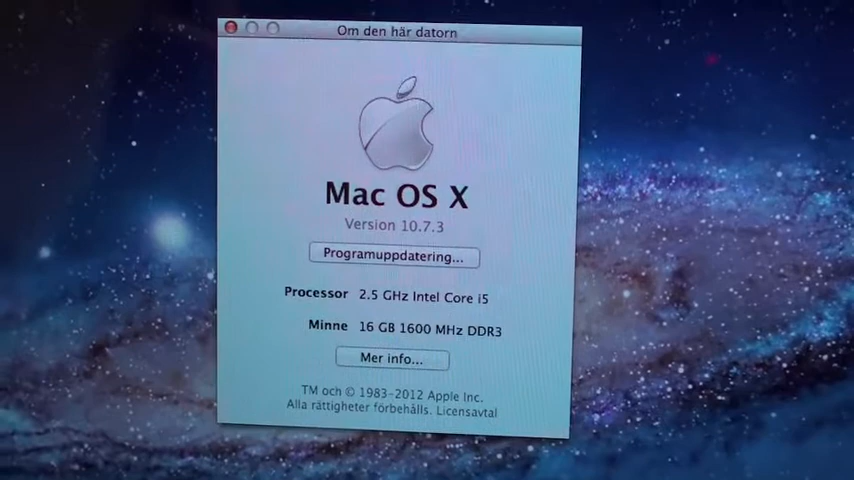 Om den här datorn
Mac OS X
Version 10.7.3
Programuppdatering...
Processor 2.5 GHz Intel Core i5
Minne 16 GB 1600 MHz DDR3
Mer info...
TM och © 1983-2012 Apple Inc.
Alla rättigheter förbehålls. Licensavtal